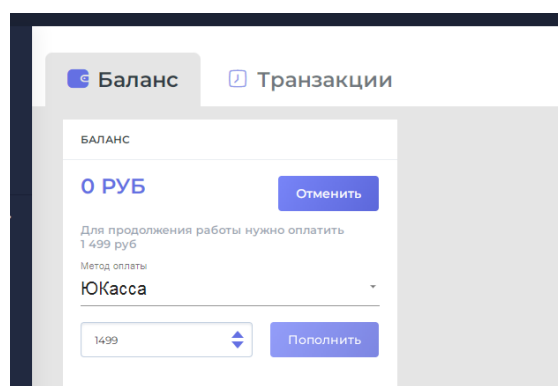 Баланс
Транзакции
БАЛАНС
0 РУБ
Отменить
Для продолжения работы нужно оплатить
1 499 руб
Метод оплаты
ЮКасса
1499
Пополнить